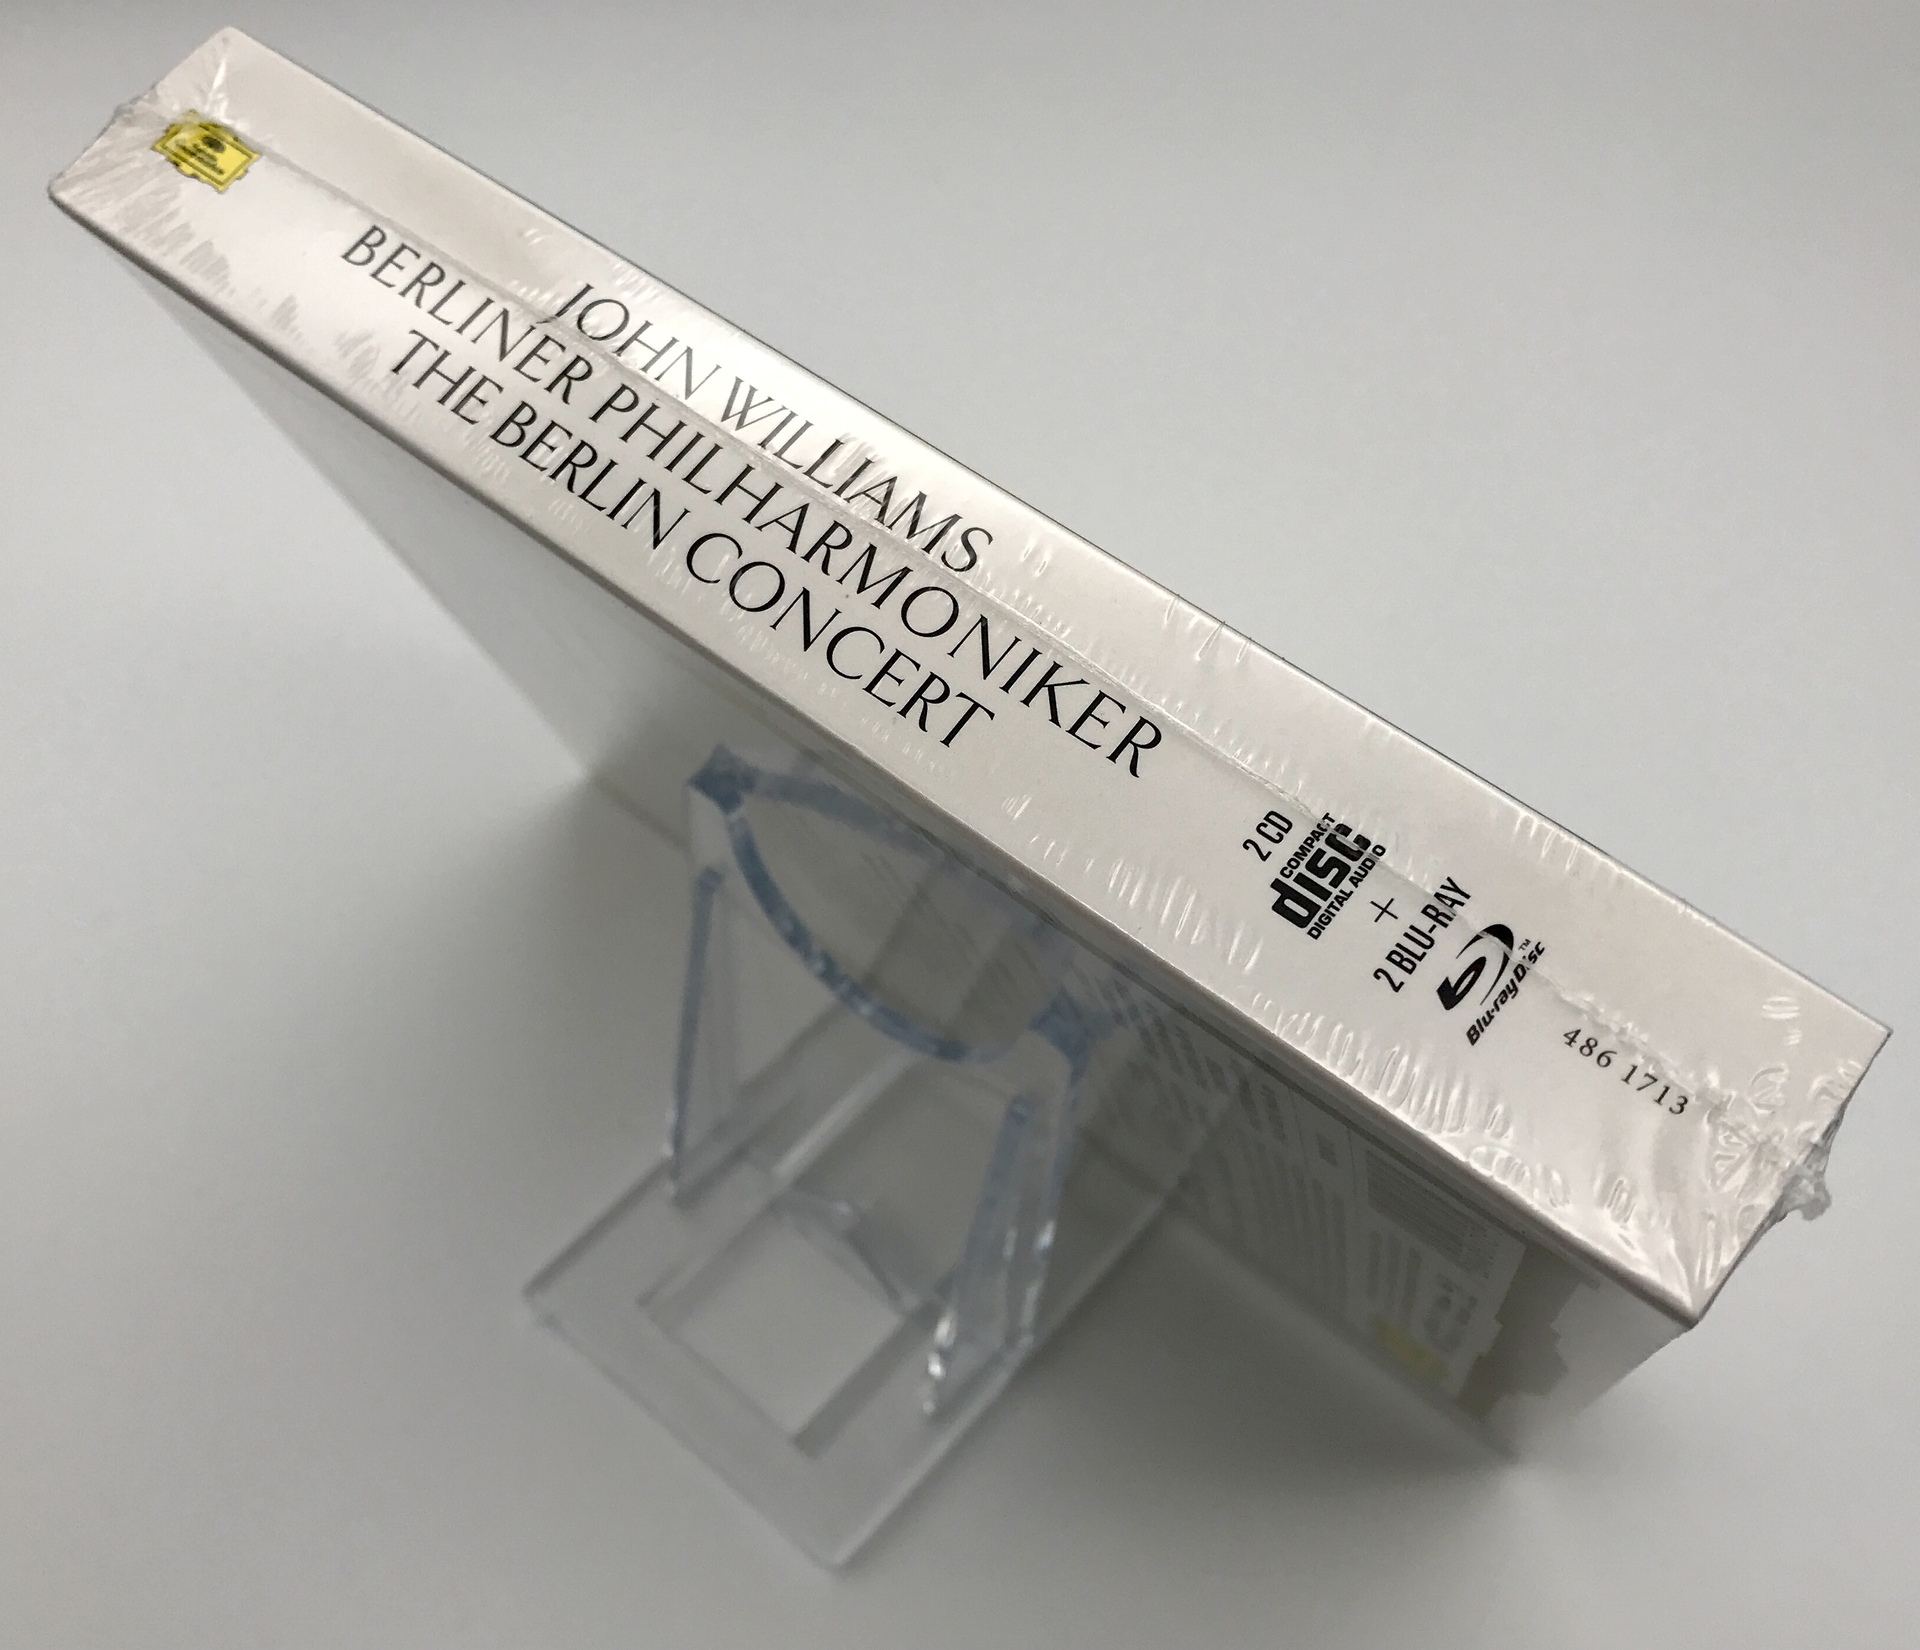 JOHN WILLIAMS
BERLINER PHILHARMONIKER
THE BERLIN CONCERT
2 CD
COMPACT
disc
DIGITAL AUDIO
+
2 BLU-RAY
b
Blu-ray Disc™
486 1713